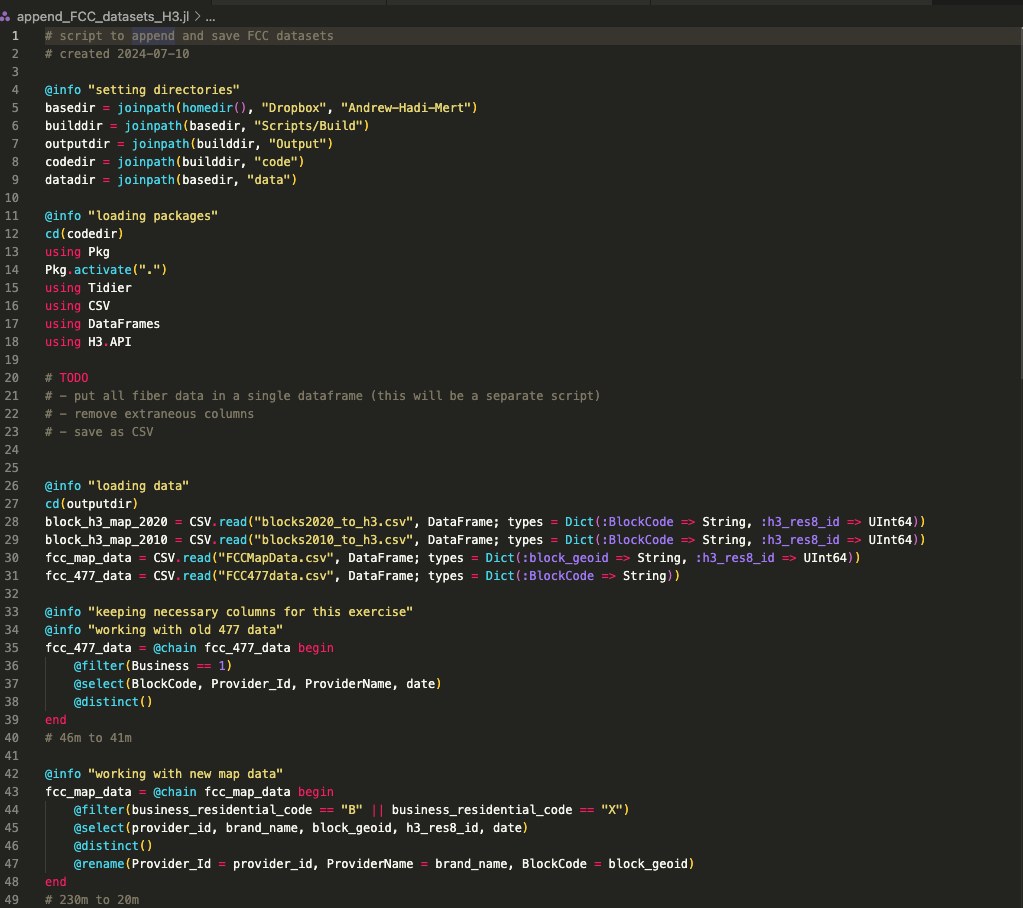 append_FCC_datasets_H3.jl > ...
1 # script to append and save FCC datasets
2 # created 2024-07-10
3
4 @info "setting directories"
5 basedir = joinpath(homedir(), "Dropbox", "Andrew-Hadi-Mert")
6 builddir = joinpath(basedir, "Scripts/Build")
7 outputdir = joinpath(builddir, "Output")
8 codedir = joinpath(builddir, "code")
9 datadir = joinpath(basedir, "data")
10
11 @info "loading packages"
12 cd(codedir)
13 using Pkg
14 Pkg.activate(".")
15 using Tidier
16 using CSV
17 using DataFrames
18 using H3.API
19
20 # TODO
21 # - put all fiber data in a single dataframe (this will be a separate script)
22 # - remove extraneous columns
23 # - save as CSV
24
25
26 @info "loading data"
27 cd(outputdir)
28 block_h3_map_2020 = CSV.read("blocks2020_to_h3.csv", DataFrame; types = Dict(:BlockCode => String, :h3_res8_id => UInt64))
29 block_h3_map_2010 = CSV.read("blocks2010_to_h3.csv", DataFrame; types = Dict(:BlockCode => String, :h3_res8_id => UInt64))
30 fcc_map_data = CSV.read("FCCMapData.csv", DataFrame; types = Dict(:block_geoid => String, :h3_res8_id => UInt64))
31 fcc_477_data = CSV.read("FCC477data.csv", DataFrame; types = Dict(:BlockCode => String))
32
33 @info "keeping necessary columns for this exercise"
34 @info "working with old 477 data"
35 fcc_477_data = @chain fcc_477_data begin
36 @filter(Business == 1)
37 @select(BlockCode, Provider_Id, ProviderName, date)
38 @distinct()
39 end
40 # 46m to 41m
41
42 @info "working with new map data"
43 fcc_map_data = @chain fcc_map_data begin
44 @filter(business_residential_code == "B" || business_residential_code == "X")
45 @select(provider_id, brand_name, block_geoid, h3_res8_id, date)
46 @distinct()
47 @rename(Provider_Id = provider_id, ProviderName = brand_name, BlockCode = block_geoid)
48 end
49 # 230m to 20m